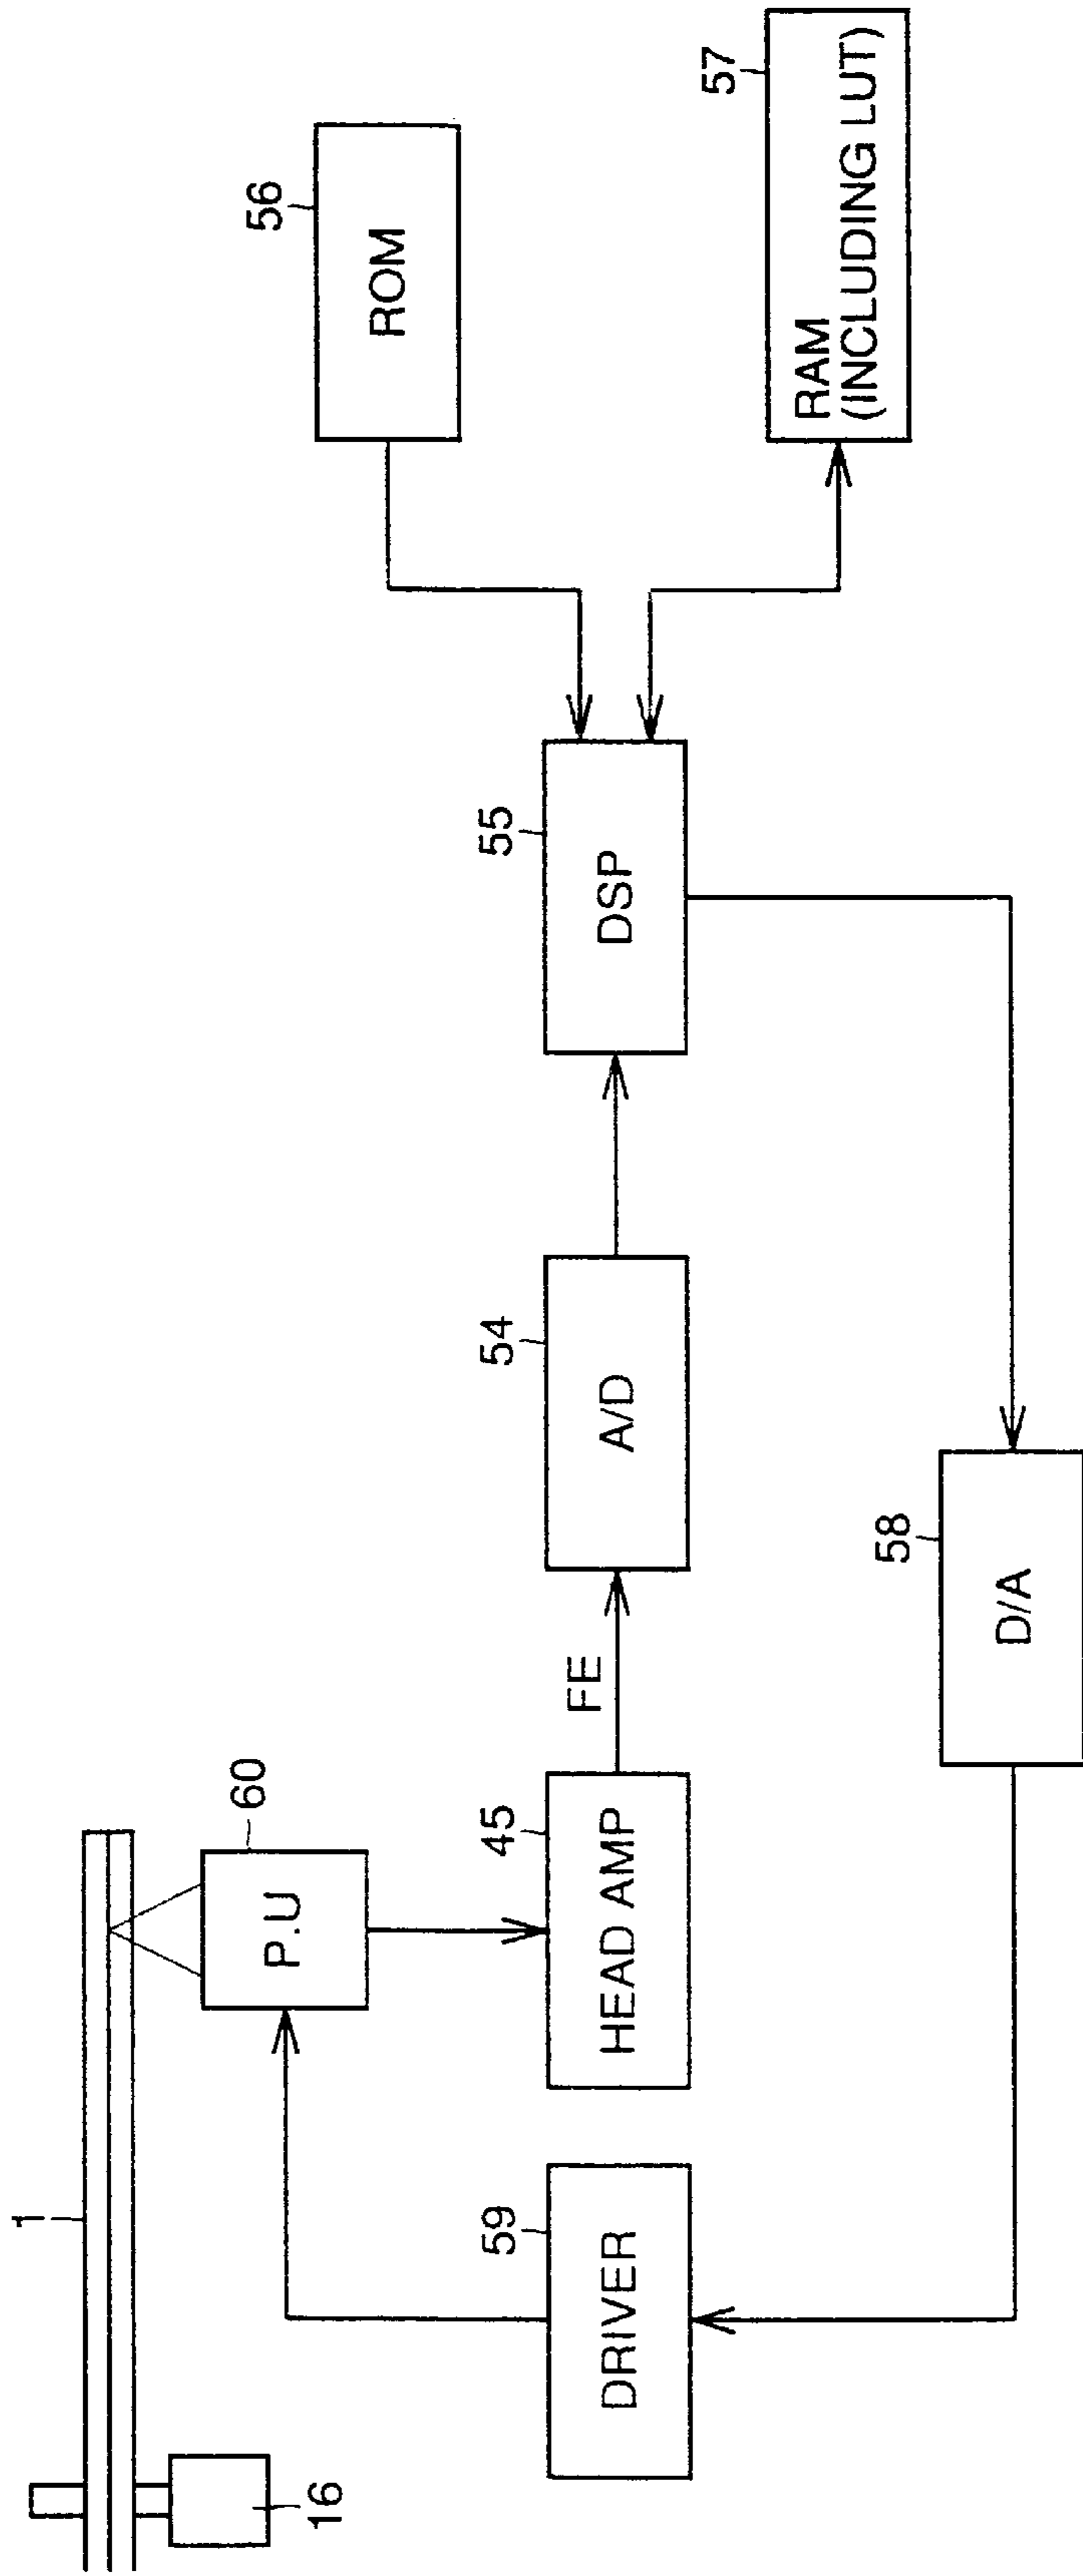 1
16
60
P.U
59
DRIVER
45
HEAD AMP
FE
54
A/D
55
DSP
56
ROM
57
RAM
(INCLUDING LUT)
58
D/A